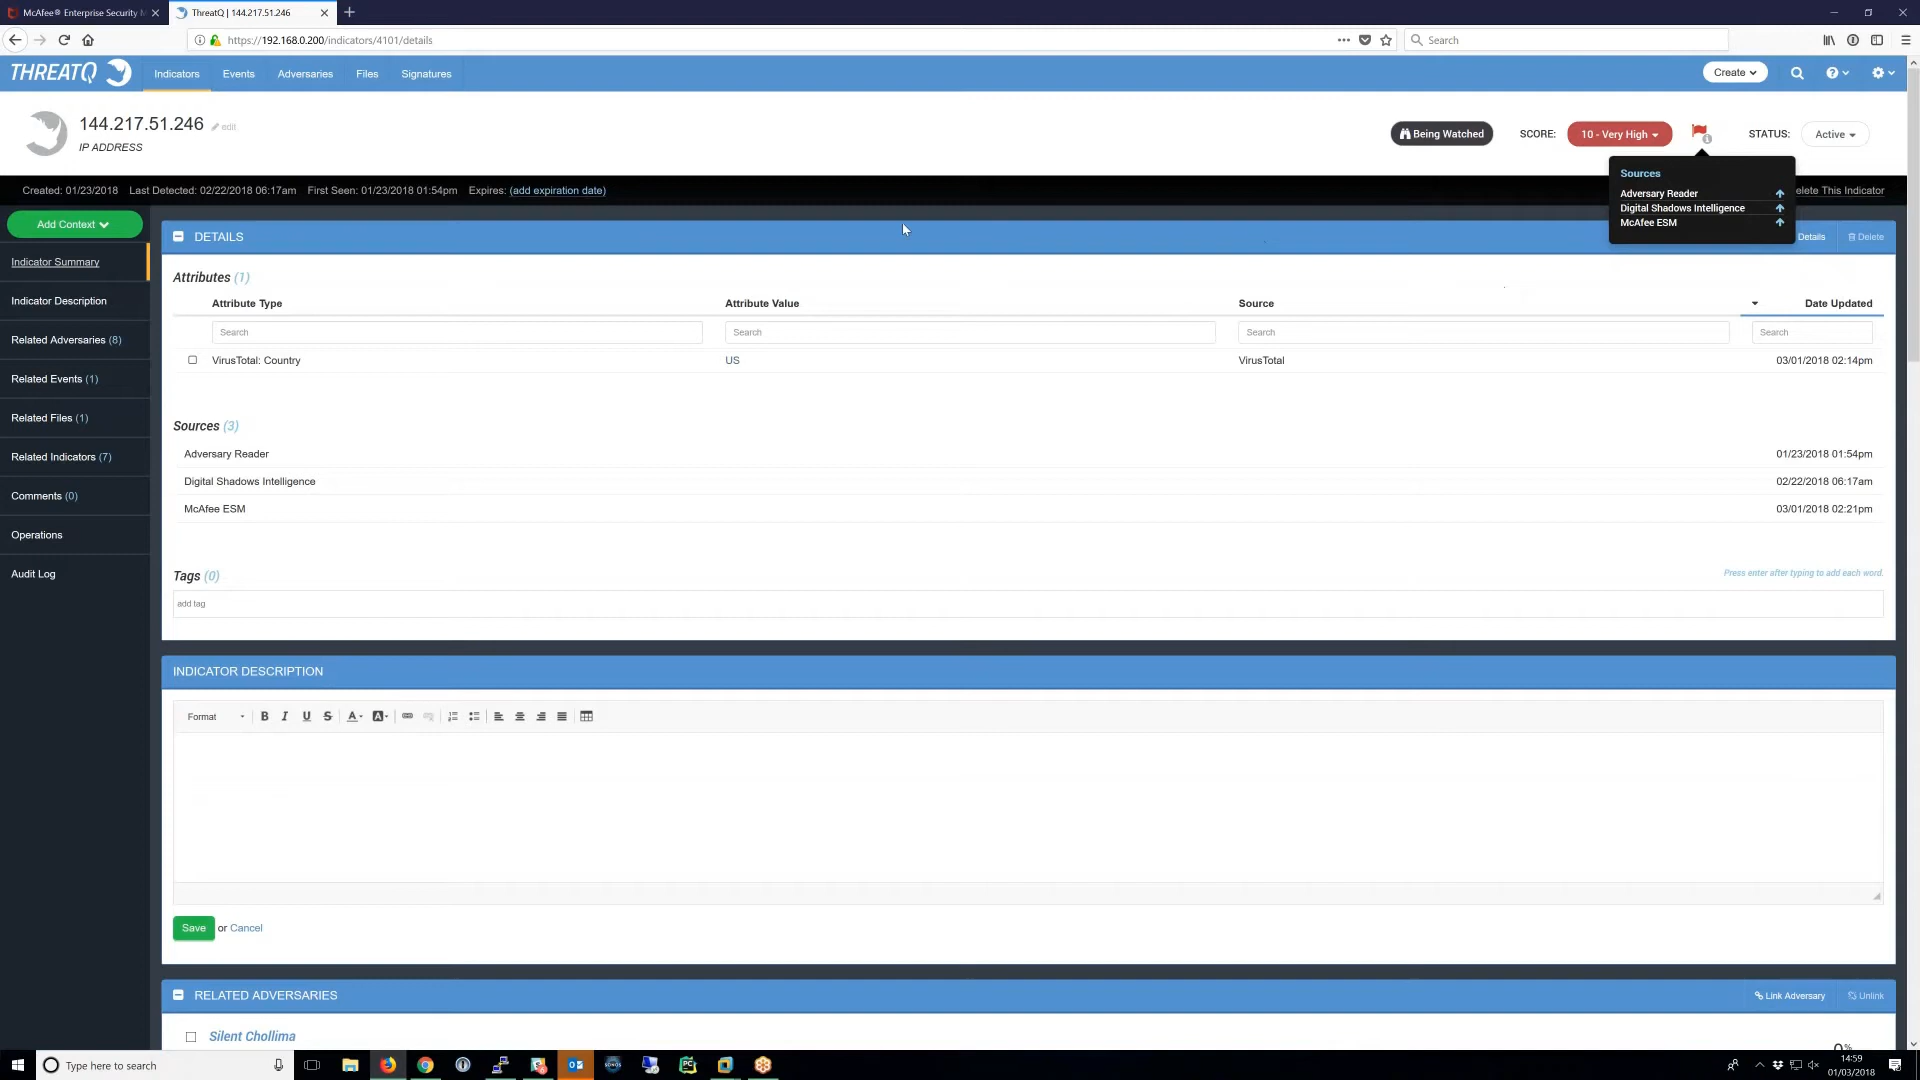 McAfee® Enterprise Security M
ThreatQ | 144.217.51.246
https://192.168.0.200/indicators/4101/details
Search
THREATQ
Indicators
Events
Adversaries
Files
Signatures
Create
144.217.51.246
edit
IP ADDRESS
Being Watched
SCORE:
10 - Very High
STATUS:
Active
Sources
Adversary Reader
Digital Shadows Intelligence
McAfee ESM
Created: 01/23/2018 Last Detected: 02/22/2018 06:17am First Seen: 01/23/2018 01:54pm Expires: (add expiration date)
elete This Indicator
Add Context
Indicator Summary
Indicator Description
Related Adversaries (8)
Related Events (1)
Related Files (1)
Related Indicators (7)
Comments (0)
Operations
Audit Log
DETAILS
Details
Delete
Attributes (1)
Attribute Type
Attribute Value
Source
Date Updated
Search
Search
Search
Search
VirusTotal: Country
US
VirusTotal
03/01/2018 02:14pm
Sources (3)
Adversary Reader
01/23/2018 01:54pm
Digital Shadows Intelligence
02/22/2018 06:17am
McAfee ESM
03/01/2018 02:21pm
Tags (0)
Press enter after typing to add each word.
add tag
INDICATOR DESCRIPTION
Format
B I U S A A
Save or Cancel
RELATED ADVERSARIES
Link Adversary
Unlink
Silent Chollima
Type here to search
SONOS
PC
14:59
01/03/2018